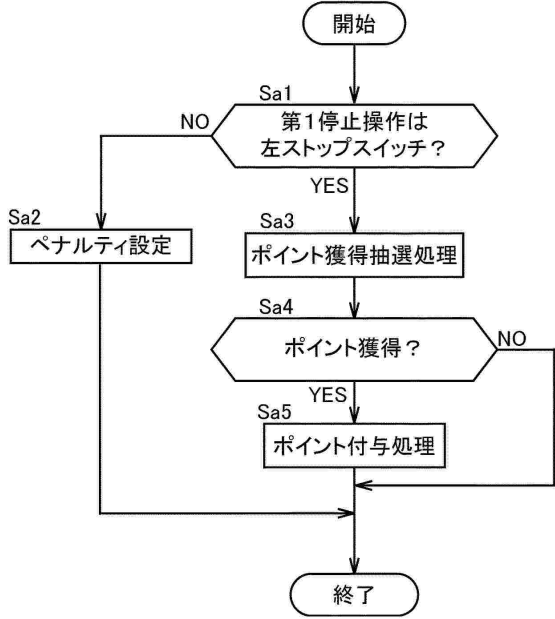 開始
Sa1
第1停止操作は
左ストップスイッチ？
NO
YES
Sa2
ペナルティ設定
Sa3
ポイント獲得抽選処理
Sa4
ポイント獲得？
NO
YES
Sa5
ポイント付与処理
終了